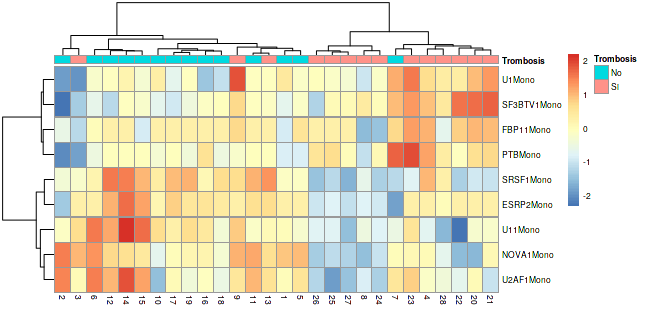 Trombosis
U1Mono
SF3BTV1Mono
FBP11Mono
PTBMono
SRSF1Mono
ESRP2Mono
U11Mono
NOVA1Mono
U2AF1Mono
2 3 6 12 14 15 10 17 19 16 18 9 11 13 1 5 26 25 27 8 24 7 23 4 28 22 20 21
2
1
0
-1
-2
Trombosis
No
SI